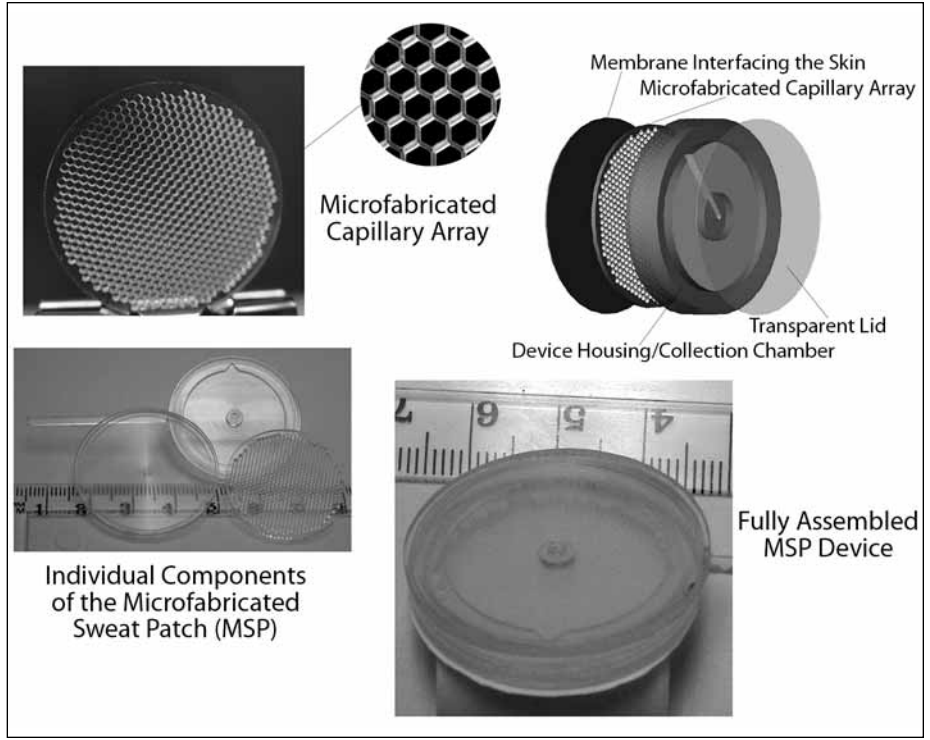 Membrane Interfacing the Skin
Microfabricated Capillary Array
Microfabricated
Capillary Array
Transparent Lid
Device Housing/Collection Chamber
7 6 5 4
Fully Assembled
MSP Device
Individual Components
of the Microfabricated
Sweat Patch (MSP)